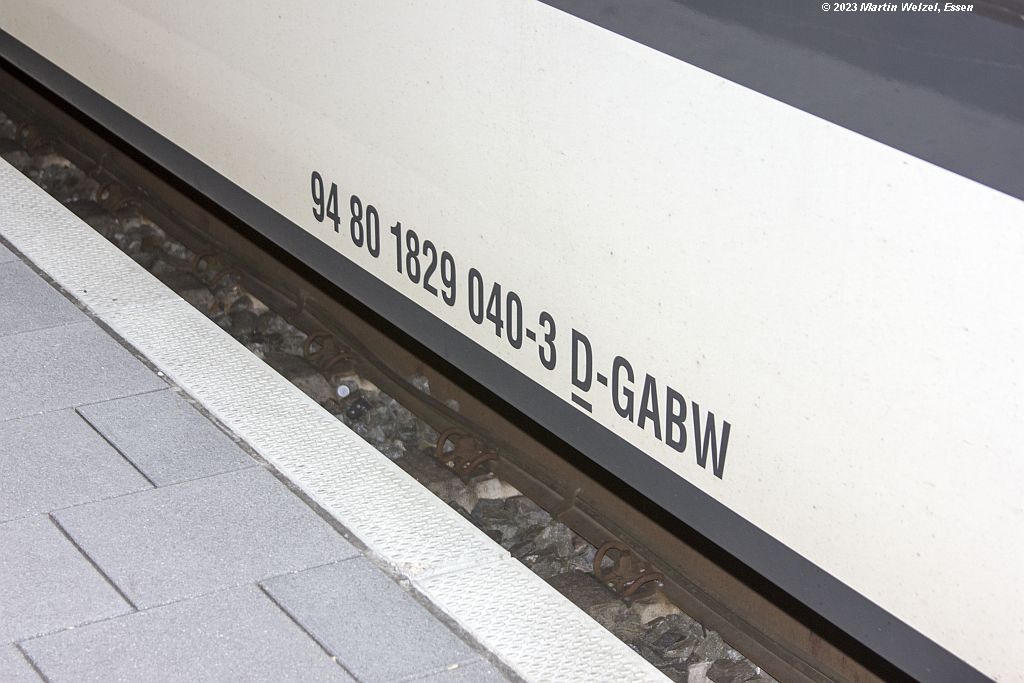 © 2023 Martin Welzel, Essen
94 80 1829 040-3 D-GABW